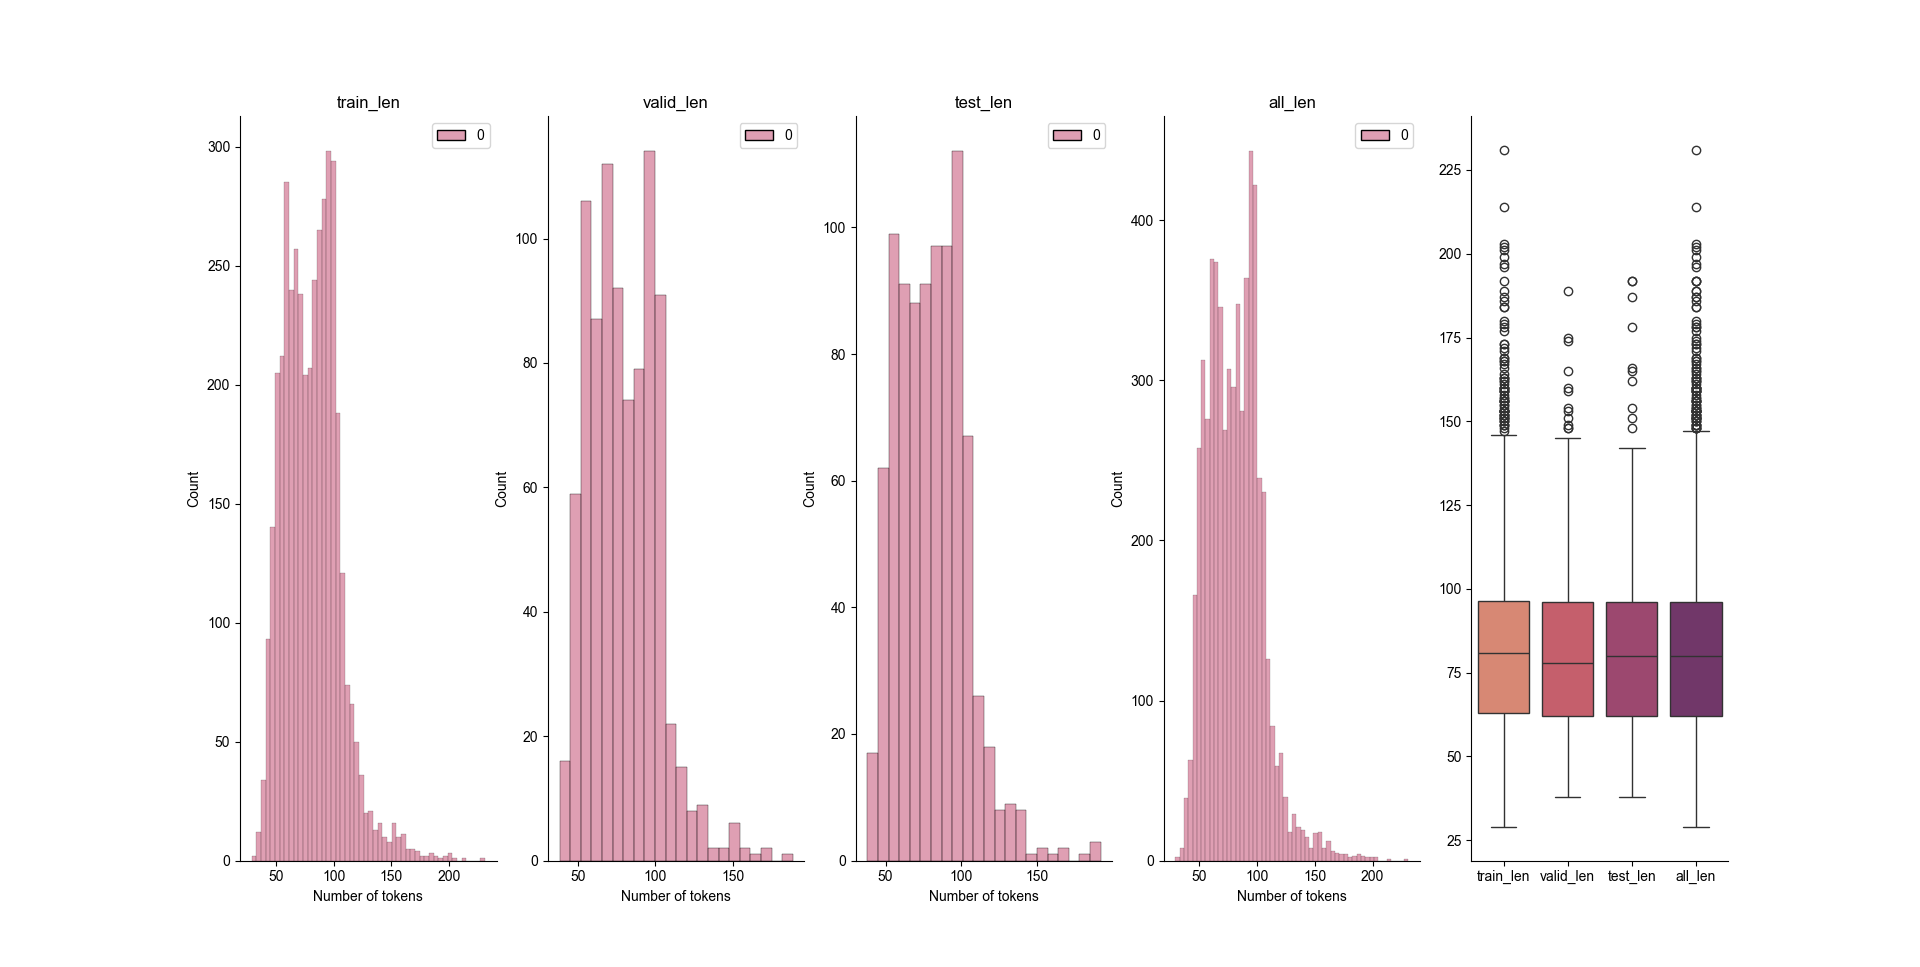 train_len
0
300
250
200
150
100
50
0
Count
50 100 150 200
Number of tokens
valid_len
0
100
80
60
40
20
0
Count
50 100 150
Number of tokens
test_len
0
100
80
60
40
20
0
Count
50 100 150
Number of tokens
all_len
0
400
300
200
100
0
Count
50 100 150 200
Number of tokens
225
200
175
150
125
100
75
50
25
train_len valid_len test_len all_len